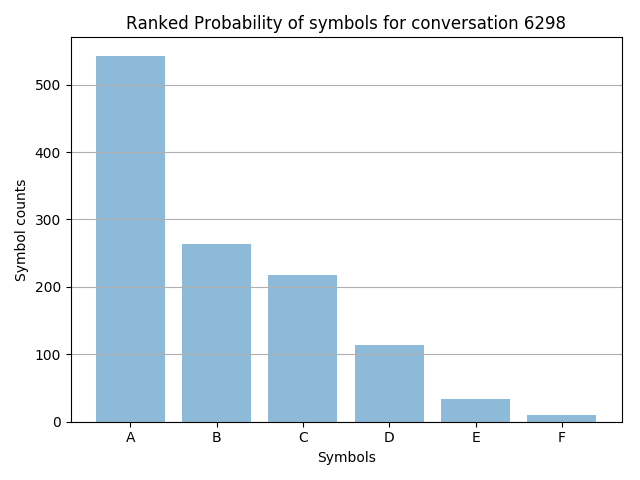 Ranked Probability of symbols for conversation 6298
500
400
300
200
100
0
Symbol counts
A B C D E F
Symbols